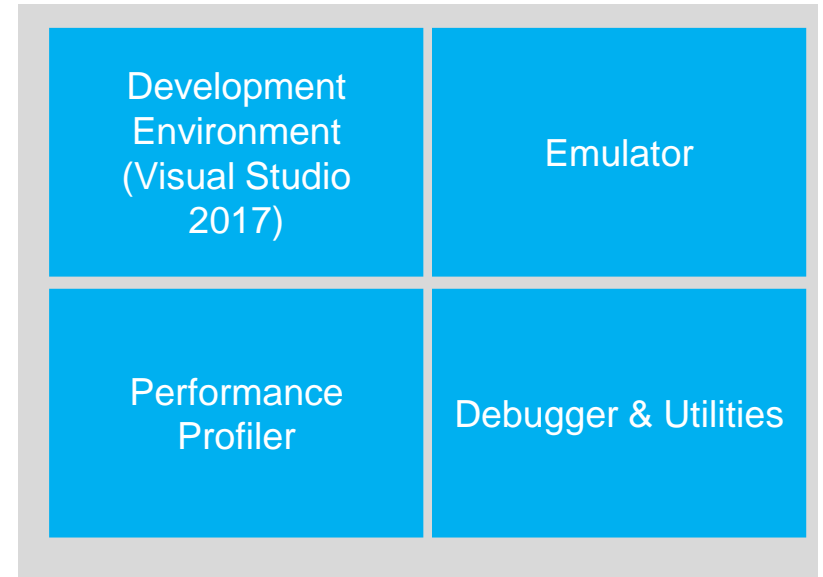 Development
Environment
(Visual Studio
2017)
Emulator
Performance
Profiler
Debugger & Utilities